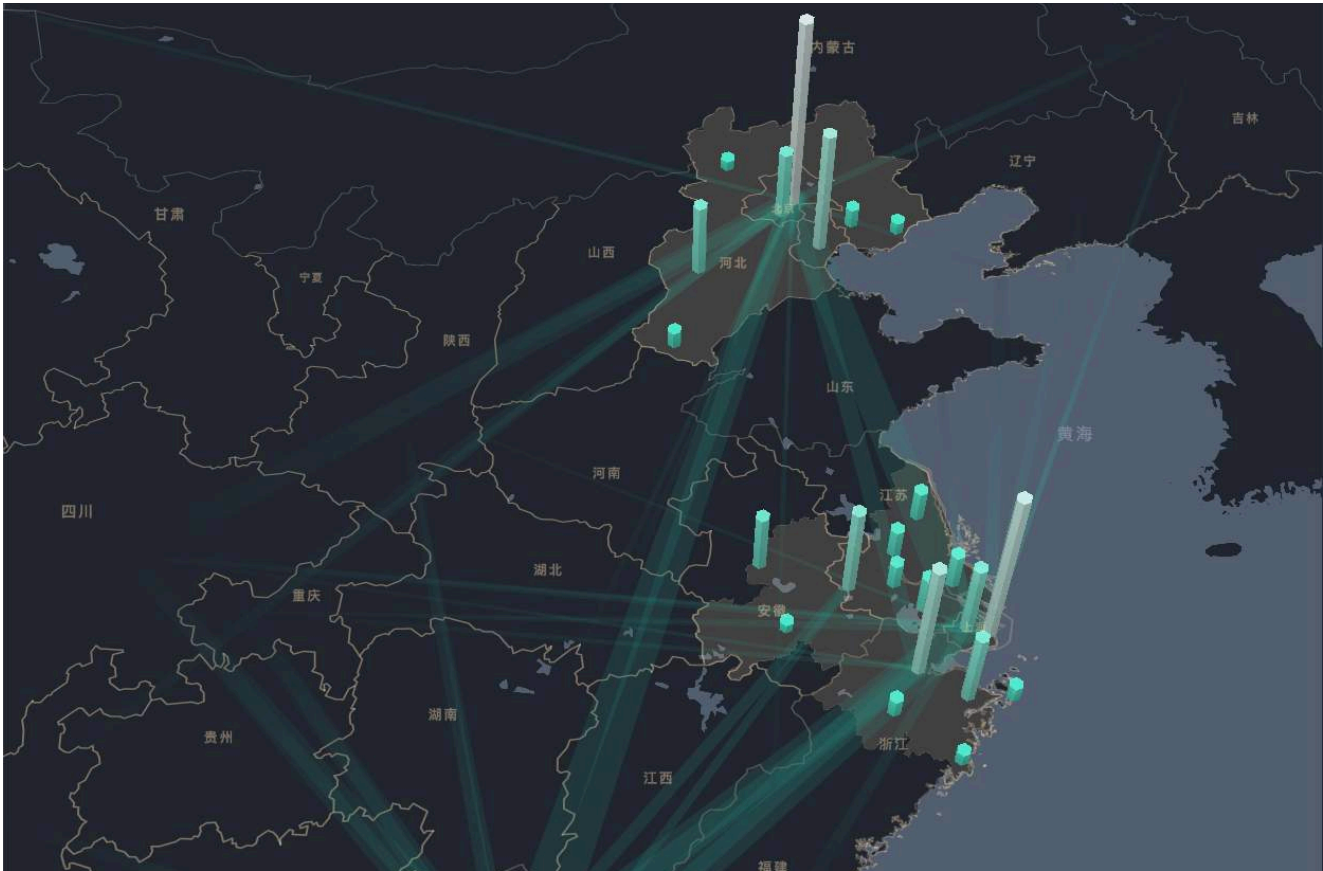 内蒙古
吉林
辽宁
甘肃
山西
河北
宁夏
陕西
山东
黄海
河南
江苏
四川
湖北
重庆
安徽
湖南
贵州
浙江
江西
福建